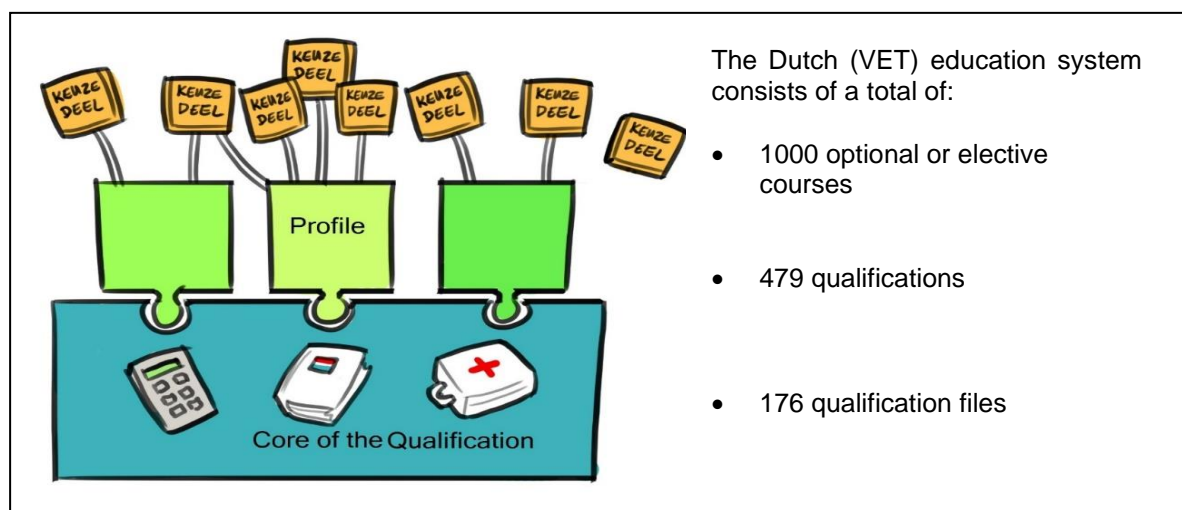 KEUZE
DEEL
KEUZE
DEEL
KEUZE
DEEL
KEUZE
DEEL
KEUZE
DEEL
KEUZE
DEEL
KEUZE
DEEL
KEUZE
DEEL
Profile
Core of the Qualification
The Dutch (VET) education system
consists of a total of:
• 1000 optional or elective
courses
• 479 qualifications
• 176 qualification files